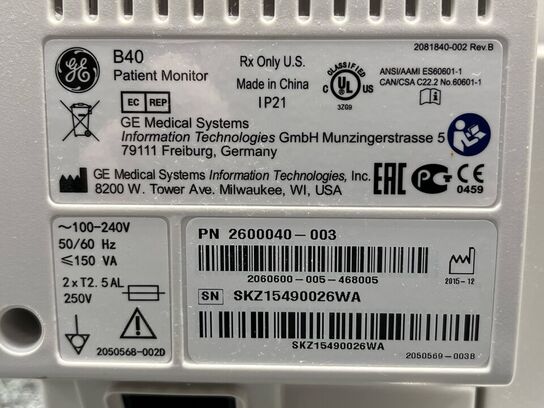 2081840-002 Rev.B
GE
B40
Patient Monitor
Rx Only U.S.
Made in China
IP21
CLASSIFIED
C UL US
3ZG9
ANSI/AAMI ES60601-1
CAN/CSA C22.2 No.60601-1
EC REP
GE Medical Systems
Information Technologies GmbH Munzingerstrasse 5
79111 Freiburg, Germany
GE Medical Systems Information Technologies, Inc.
8200 W. Tower Ave. Milwaukee, WI, USA
EAC
CE
0459
~100-240V
50/60 Hz
≤150 VA
2xT2.5AL
250V
2050568-002D
PN 2600040-003
2060600-005-468005
2015-12
SN SKZ15490026WA
SKZ15490026WA
2050569-003B